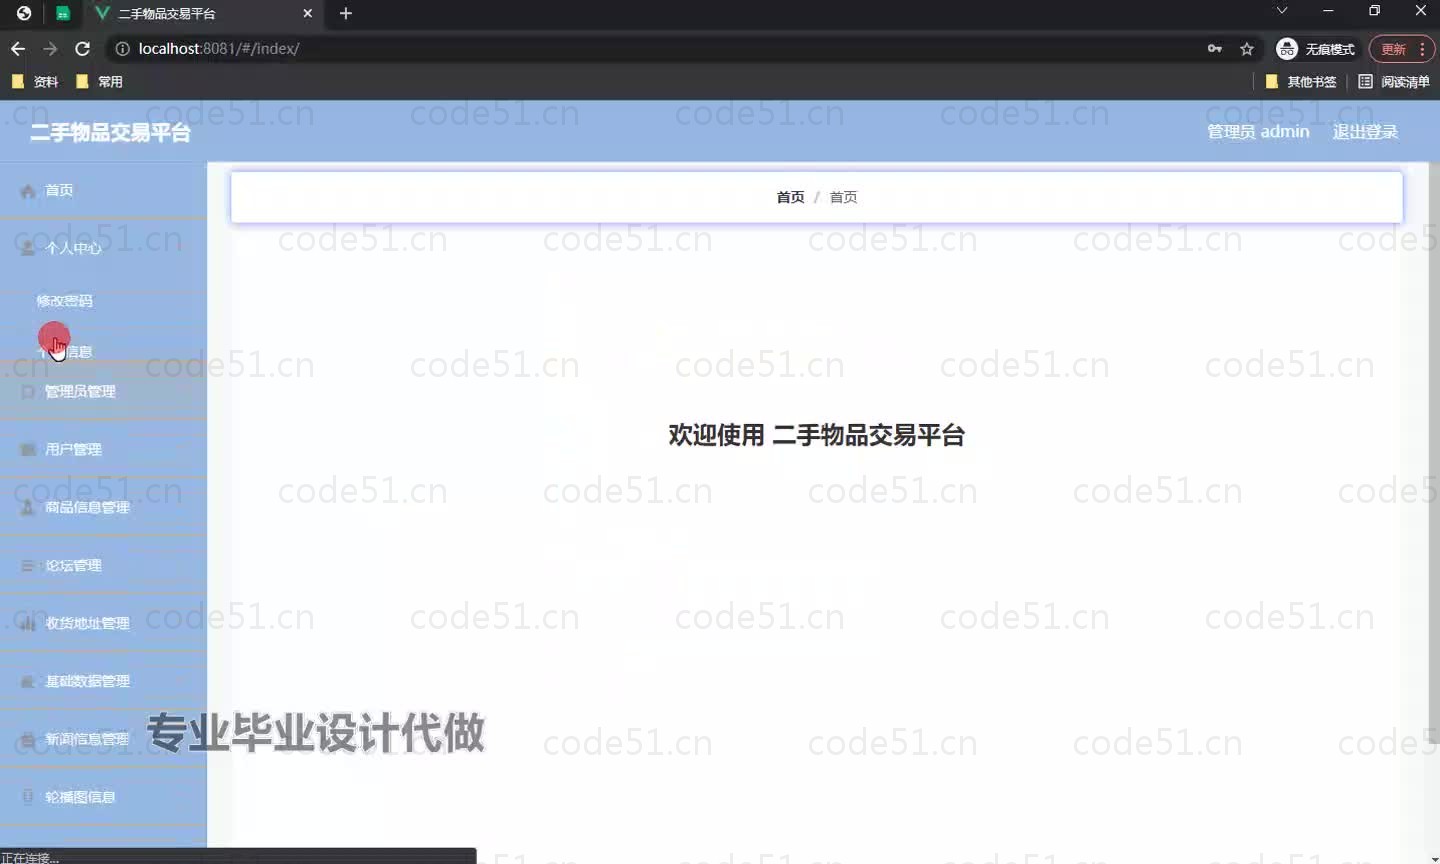 二手物品交易平台
localhost:8081/#/index/
无痕模式
更新
资料
常用
其他书签
阅读清单
二手物品交易平台
管理员 admin
退出登录
首页
首页 / 首页
个人中心
修改密码
信息
管理员管理
用户管理
欢迎使用 二手物品交易平台
商品信息管理
论坛管理
收货地址管理
基础数据管理
新闻信息管理
专业毕业设计代做
轮播图信息
正在连接...
code51.cn